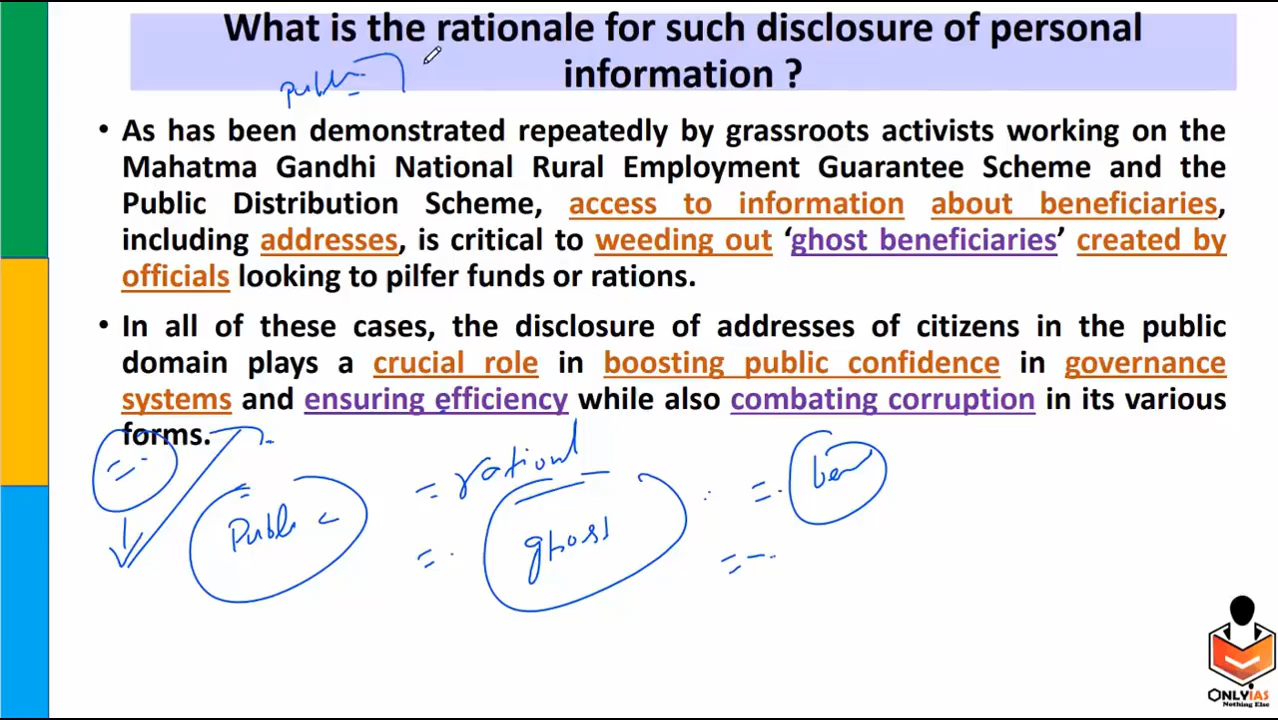 What is the rationale for such disclosure of personal
information ?
public
• As has been demonstrated repeatedly by grassroots activists working on the
Mahatma Gandhi National Rural Employment Guarantee Scheme and the
Public Distribution Scheme, access to information about beneficiaries,
including addresses, is critical to weeding out ‘ghost beneficiaries’ created by
officials looking to pilfer funds or rations.
• In all of these cases, the disclosure of addresses of citizens in the public
domain plays a crucial role in boosting public confidence in governance
systems and ensuring efficiency while also combating corruption in its various
forms.
= ben
Public
ONLYIAS
Nothing Else